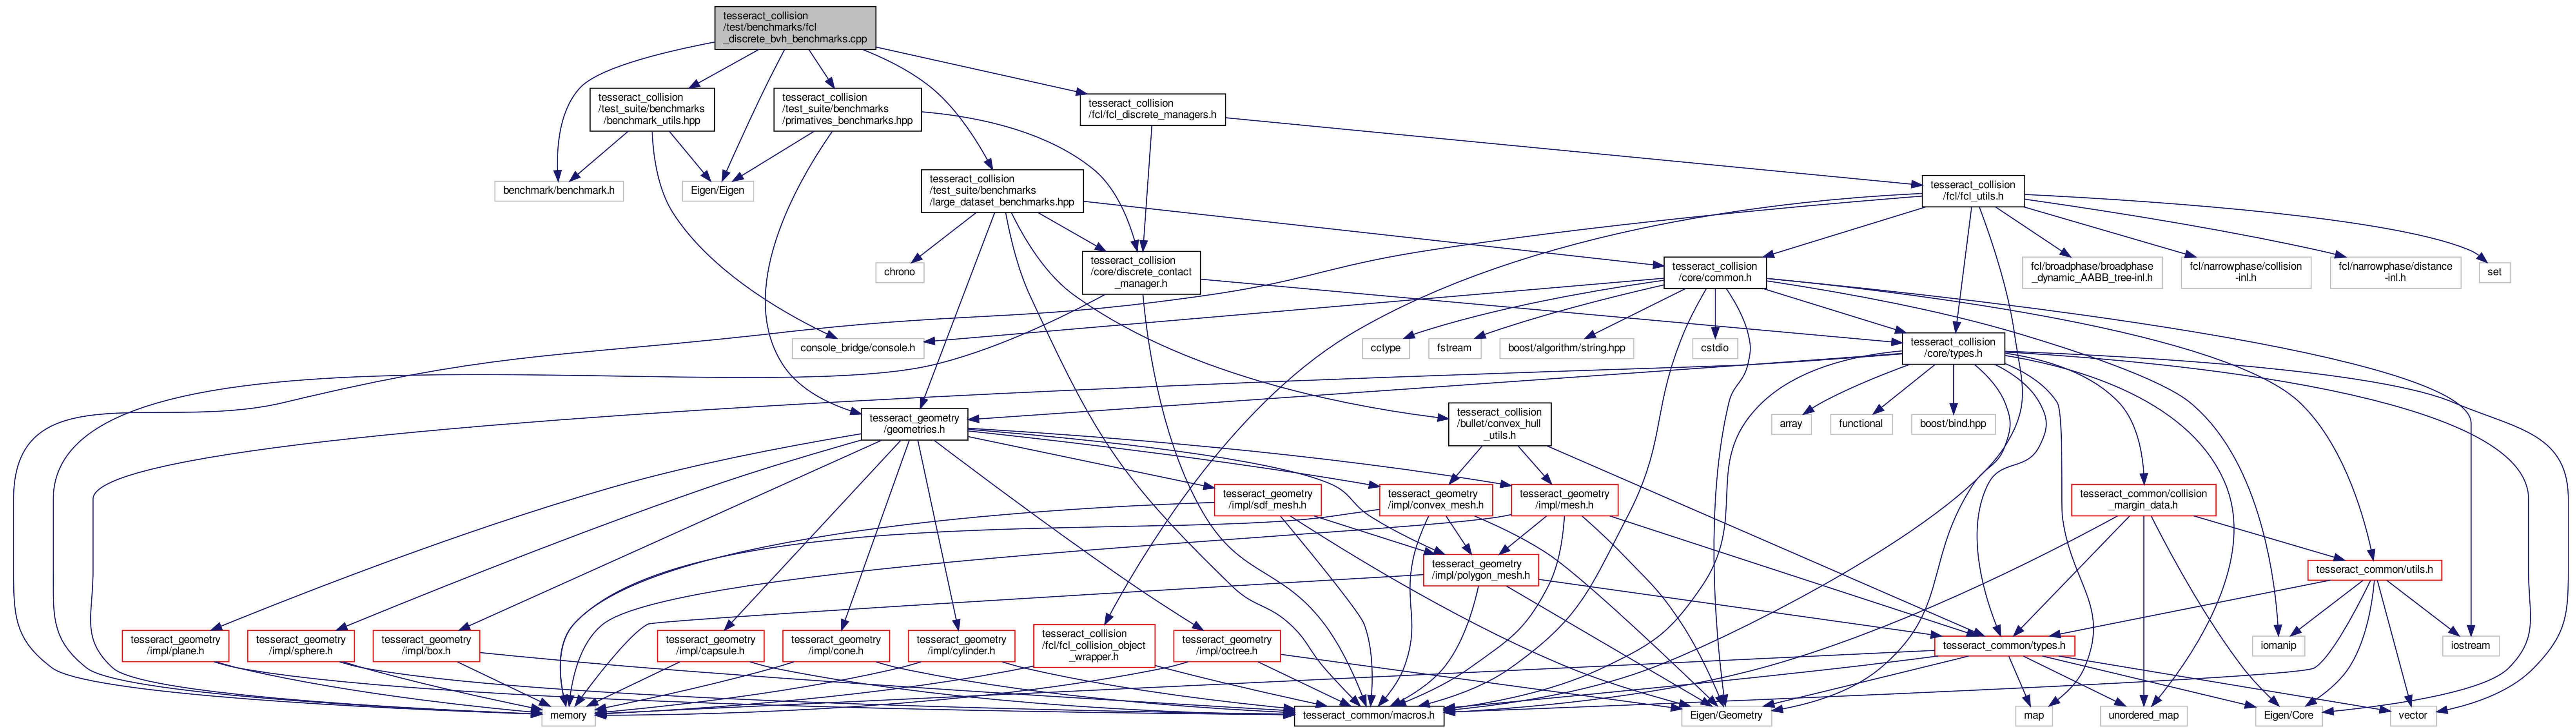 tesseract_collision
/test/benchmarks/fcl
_discrete_bvh_benchmarks.cpp
tesseract_collision
/test_suite/benchmarks
/benchmark_utils.hpp
tesseract_collision
/test_suite/benchmarks
/primatives_benchmarks.hpp
tesseract_collision
/fcl/fcl_discrete_managers.h
benchmark/benchmark.h
Eigen/Eigen
tesseract_collision
/test_suite/benchmarks
/large_dataset_benchmarks.hpp
tesseract_collision
/fcl/fcl_utils.h
chrono
tesseract_collision
/core/discrete_contact
_manager.h
tesseract_collision
/core/common.h
fcl/broadphase/broadphase
_dynamic_AABB_tree-inl.h
fcl/narrowphase/collision
-inl.h
fcl/narrowphase/distance
-inl.h
set
console_bridge/console.h
cctype
fstream
boost/algorithm/string.hpp
cstdio
tesseract_collision
/core/types.h
tesseract_geometry
/geometries.h
tesseract_collision
/bullet/convex_hull
_utils.h
array
functional
boost/bind.hpp
tesseract_geometry
/impl/sdf_mesh.h
tesseract_geometry
/impl/convex_mesh.h
tesseract_geometry
/impl/mesh.h
tesseract_common/collision
_margin_data.h
tesseract_geometry
/impl/polygon_mesh.h
tesseract_common/utils.h
tesseract_geometry
/impl/plane.h
tesseract_geometry
/impl/sphere.h
tesseract_geometry
/impl/box.h
tesseract_geometry
/impl/capsule.h
tesseract_geometry
/impl/cone.h
tesseract_geometry
/impl/cylinder.h
tesseract_collision
/fcl/fcl_collision_object
_wrapper.h
tesseract_geometry
/impl/octree.h
tesseract_common/types.h
iomanip
iostream
memory
tesseract_common/macros.h
Eigen/Geometry
map
unordered_map
Eigen/Core
vector